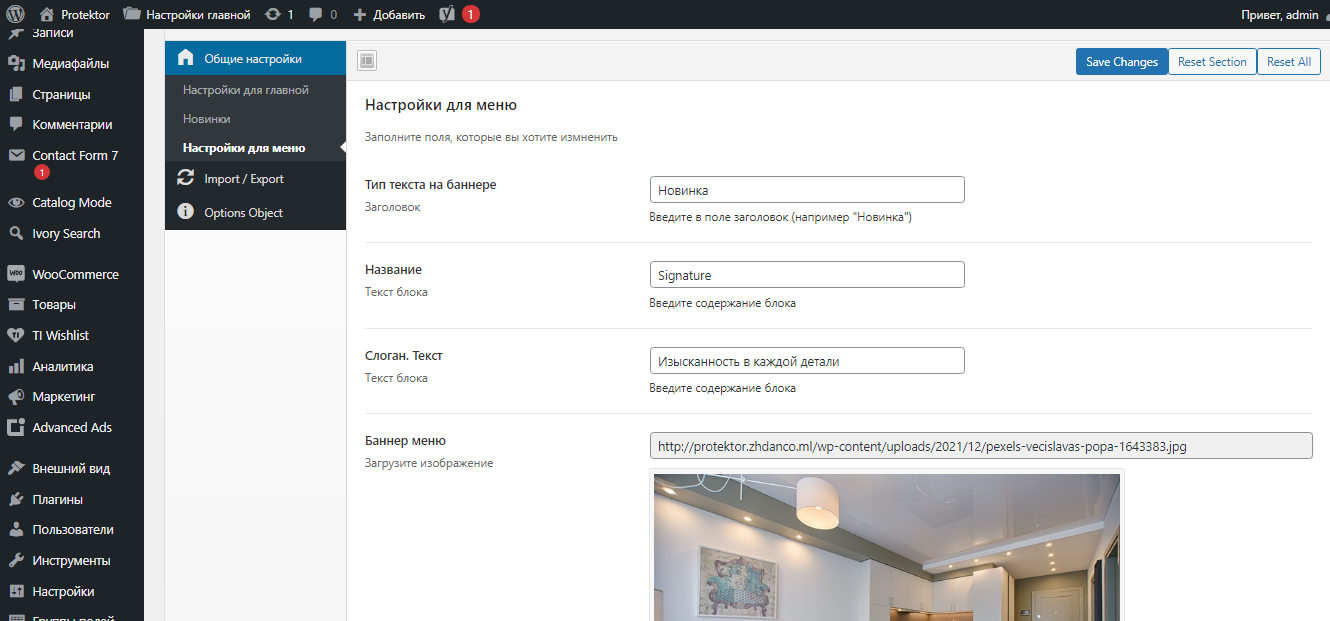 Protektor
Настройки главной
1
0
Добавить
1
Привет, admin
Записи
Медиафайлы
Страницы
Комментарии
Contact Form 7
1
Catalog Mode
Ivory Search
WooCommerce
Товары
TI Wishlist
Аналитика
Маркетинг
Advanced Ads
Внешний вид
Плагины
Пользователи
Инструменты
Настройки
Группы полей
Общие настройки
Настройки для главной
Новинки
Настройки для меню
Import / Export
Options Object
Save Changes
Reset Section
Reset All
Настройки для меню
Заполните поля, которые вы хотите измненить
Тип текста на баннере
Заголовок
Новинка
Введите в поле заголовок (например "Новинка")
Название
Текст блока
Signature
Введите содержание блока
Слоган. Текст
Текст блока
Изысканность в каждой детали
Введите содержание блока
Баннер меню
Загрузите изображение
http://protektor.zhdanco.ml/wp-content/uploads/2021/12/pexels-vecislavas-popa-1643383.jpg